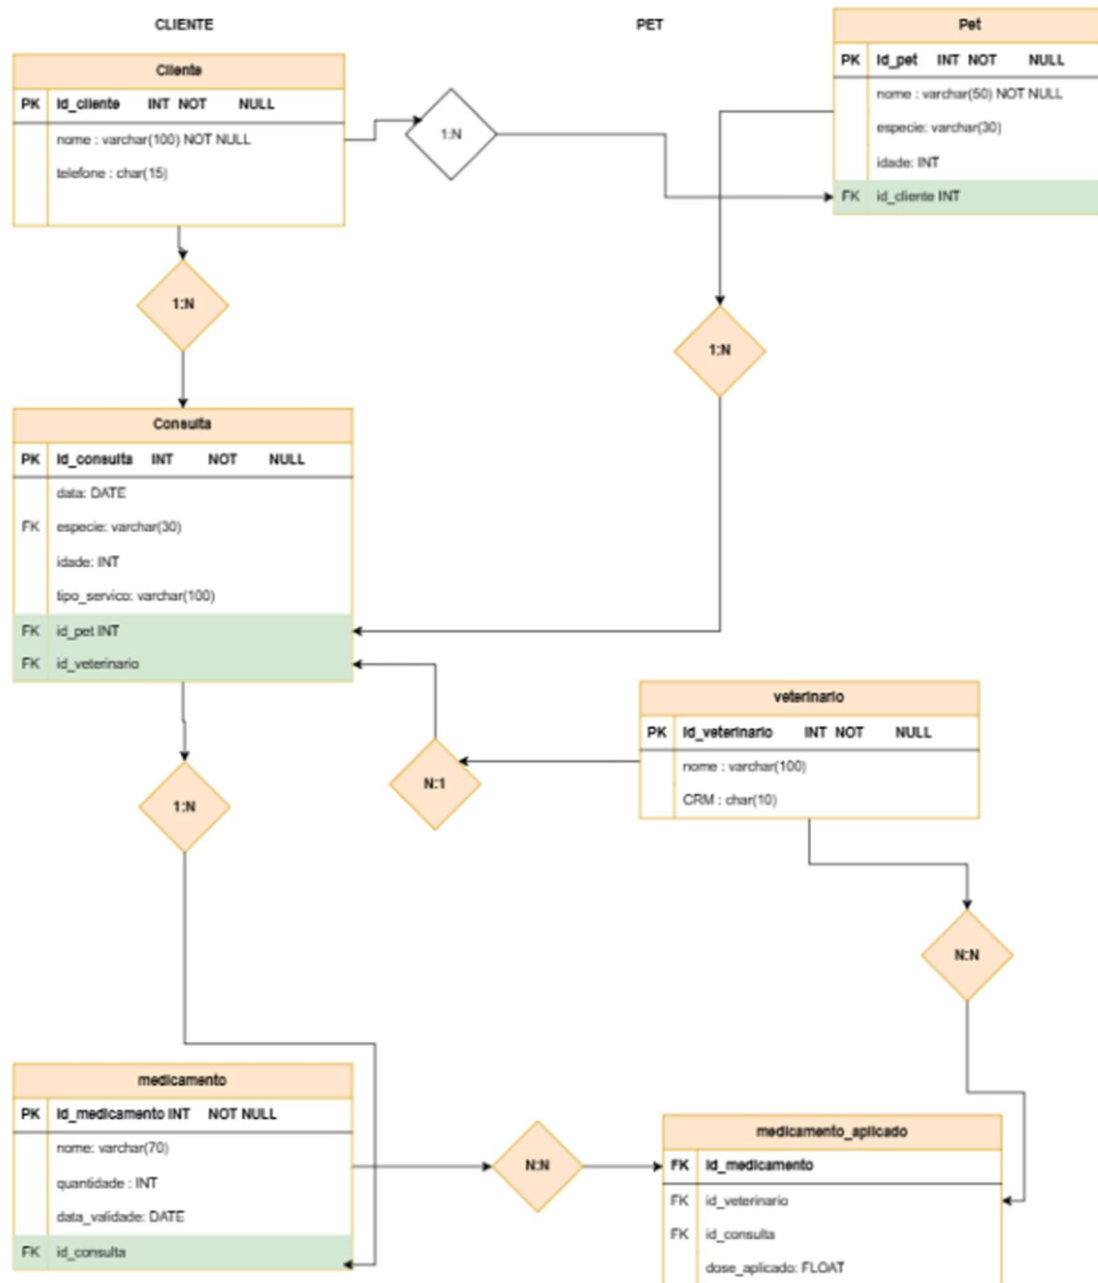 CLIENTE
PET
Cliente
PK id_cliente INT NOT NULL
nome : varchar(100) NOT NULL
telefone : char(15)
1:N
Pet
PK id_pet INT NOT NULL
nome : varchar(50) NOT NULL
especie: varchar(30)
idade: INT
FK id_cliente INT
1:N
1:N
Consulta
PK id_consulta INT NOT NULL
data: DATE
FK especie: varchar(30)
idade: INT
tipo_servico: varchar(100)
FK id_pet INT
FK id_veterinario
veterinario
PK id_veterinario INT NOT NULL
nome : varchar(100)
CRM : char(10)
N:1
1:N
N:N
medicamento
PK id_medicamento INT NOT NULL
nome: varchar(70)
quantidade : INT
data_validade: DATE
FK id_consulta
N:N
medicamento_aplicado
FK id_medicamento
FK id_veterinario
FK id_consulta
dose_aplicado: FLOAT